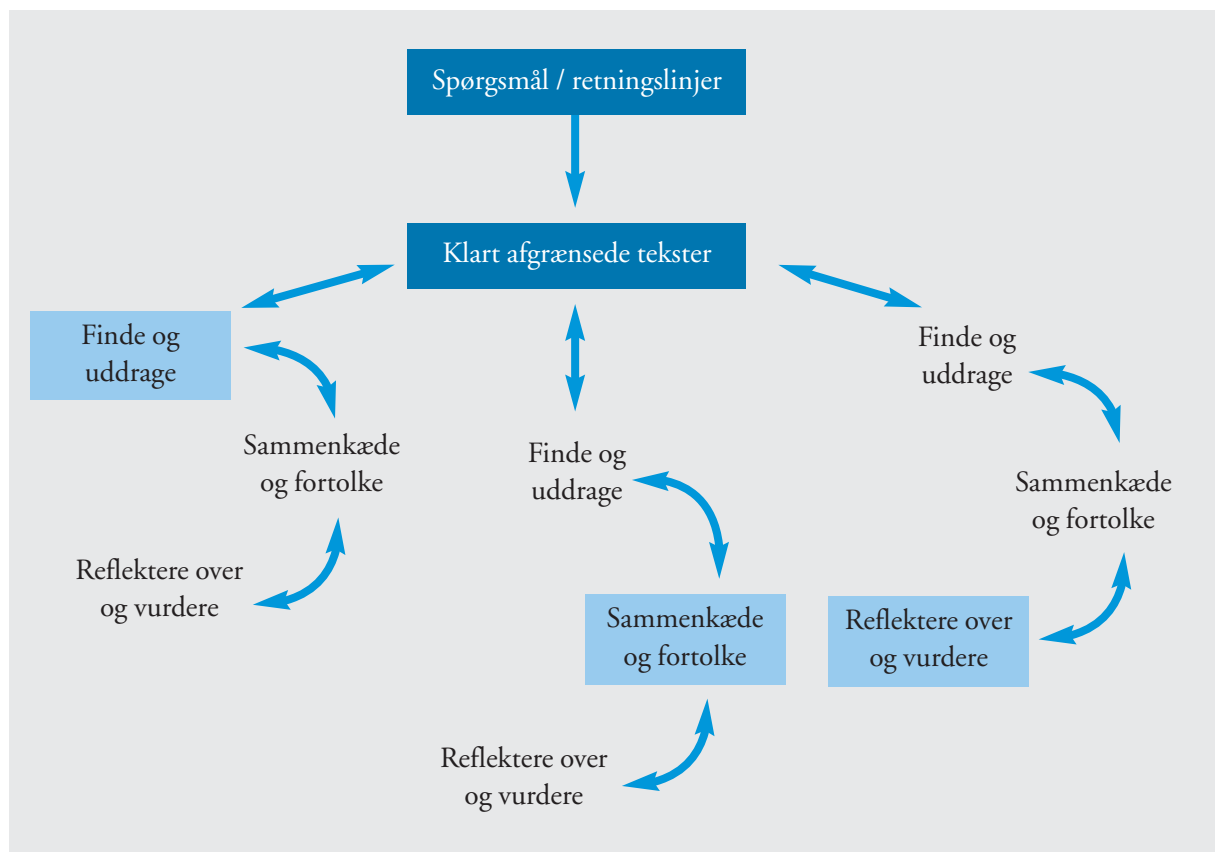 Spørgsmål / retningslinjer
Klart afgrænsede tekster
Finde og
uddrage
Sammenkæde
og fortolke
Reflektere over
og vurdere
Finde og
uddrage
Sammenkæde
og fortolke
Reflektere over
og vurdere
Finde og
uddrage
Sammenkæde
og fortolke
Reflektere over
og vurdere